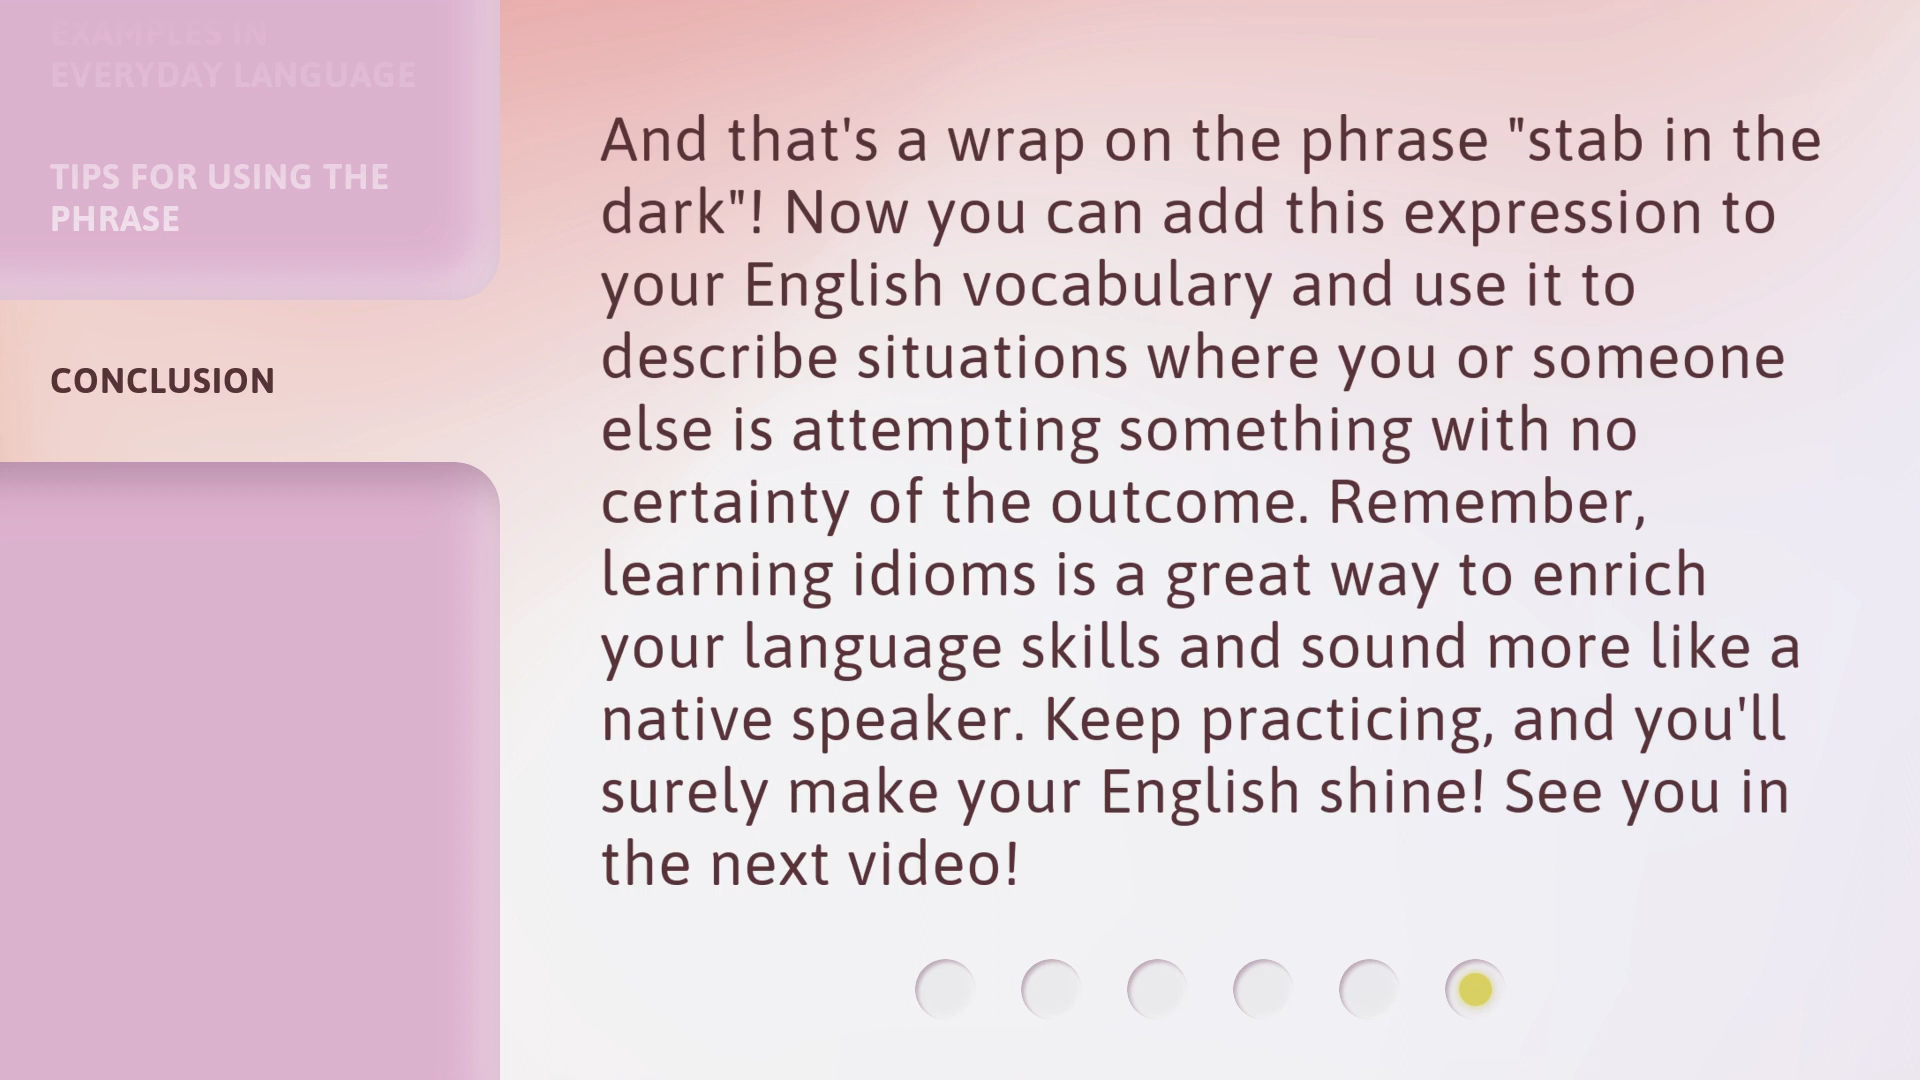 EXAMPLES IN
EVERYDAY LANGUAGE
TIPS FOR USING THE
PHRASE
CONCLUSION
And that's a wrap on the phrase "stab in the
dark"! Now you can add this expression to
your English vocabulary and use it to
describe situations where you or someone
else is attempting something with no
certainty of the outcome. Remember,
learning idioms is a great way to enrich
your language skills and sound more like a
native speaker. Keep practicing, and you'll
surely make your English shine! See you in
the next video!